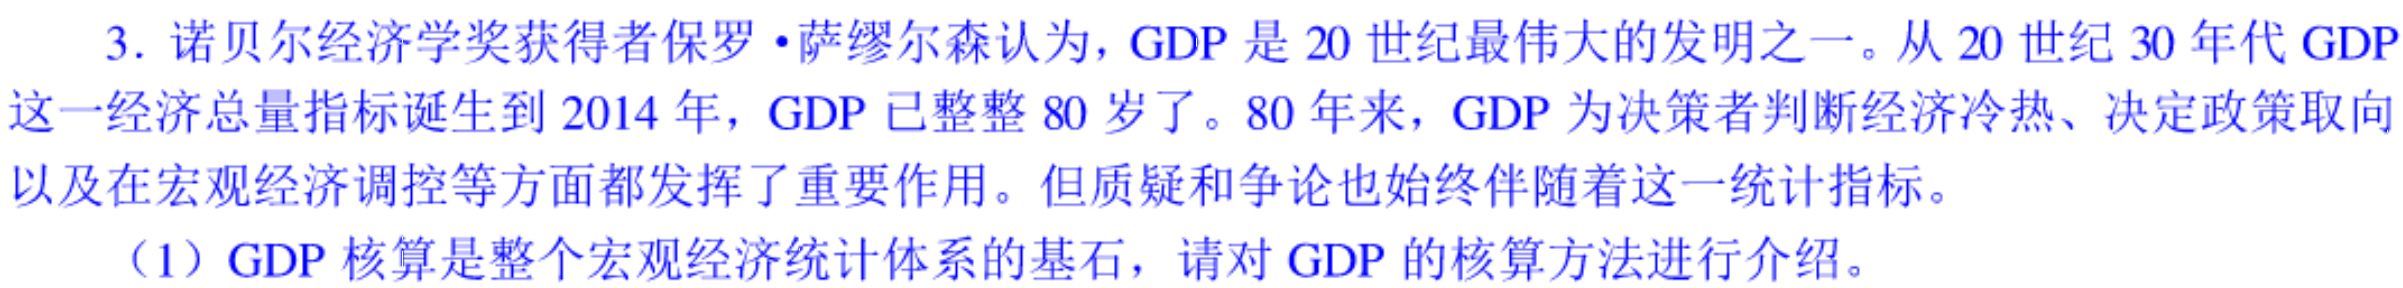 3. 诺贝尔经济学奖获得者保罗·萨缪尔森认为，GDP 是 20 世纪最伟大的发明之一。从 20 世纪 30 年代 GDP
这一经济总量指标诞生到 2014 年，GDP 已整整 80 岁了。80 年来，GDP 为决策者判断经济冷热、决定政策取向
以及在宏观经济调控等方面都发挥了重要作用。但质疑和争论也始终伴随着这一统计指标。
（1）GDP 核算是整个宏观经济统计体系的基石，请对 GDP 的核算方法进行介绍。